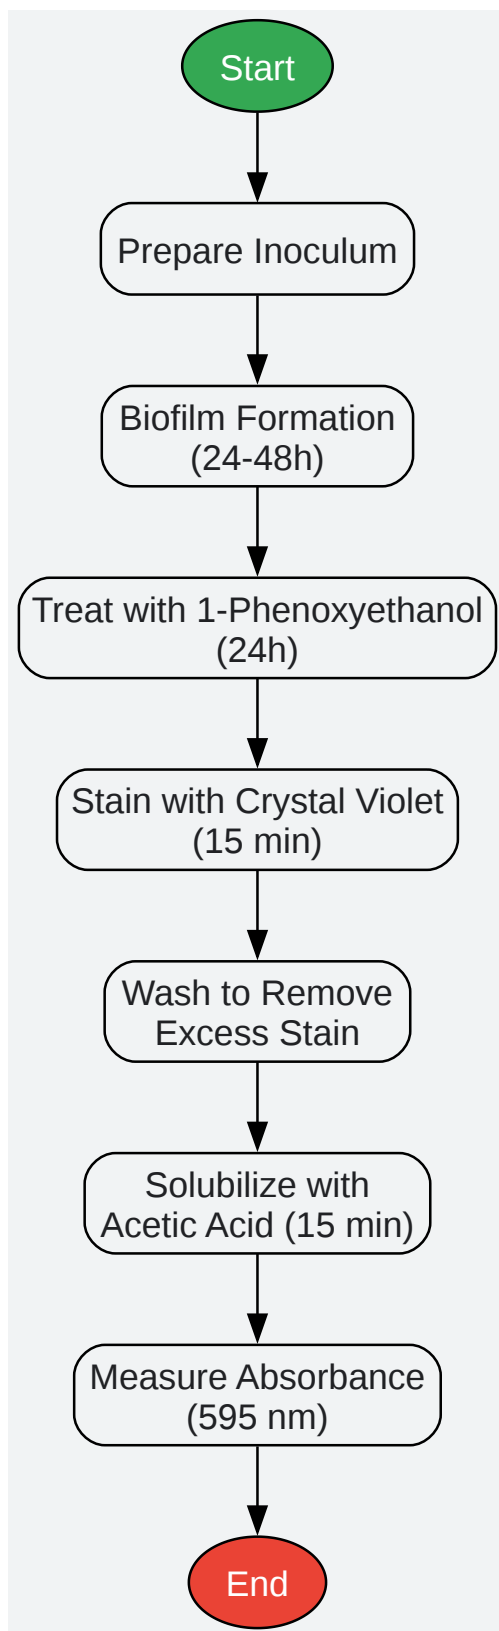 Start
Prepare Inoculum
Biofilm Formation
(24-48h)
Treat with 1-Phenoxyethanol
(24h)
Stain with Crystal Violet
(15 min)
Wash to Remove
Excess Stain
Solubilize with
Acetic Acid (15 min)
Measure Absorbance
(595 nm)
End